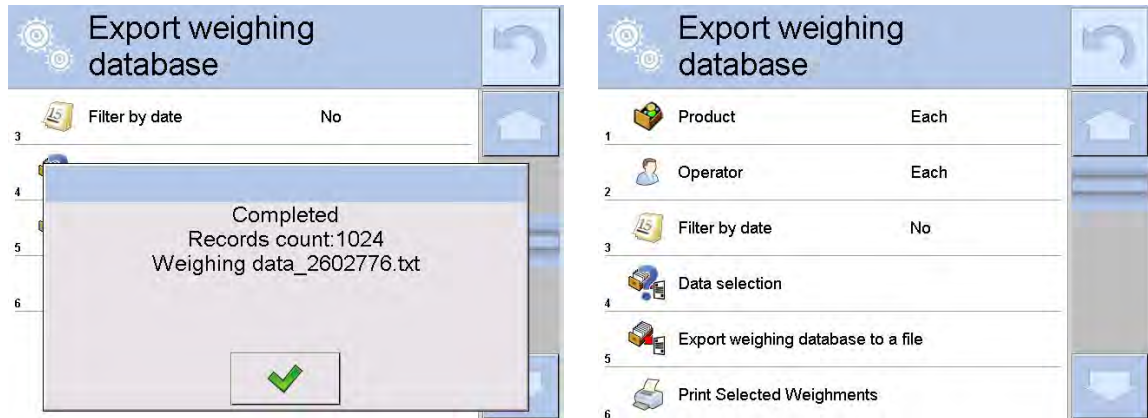 Export weighing
database
15 Filter by date No
3
4
5
6
Completed
Records count:1024
Weighing data_2602776.txt
Export weighing
database
Product Each
1
Operator Each
2
15 Filter by date No
3
Data selection
4
Export weighing database to a file
5
Print Selected Weighments
6